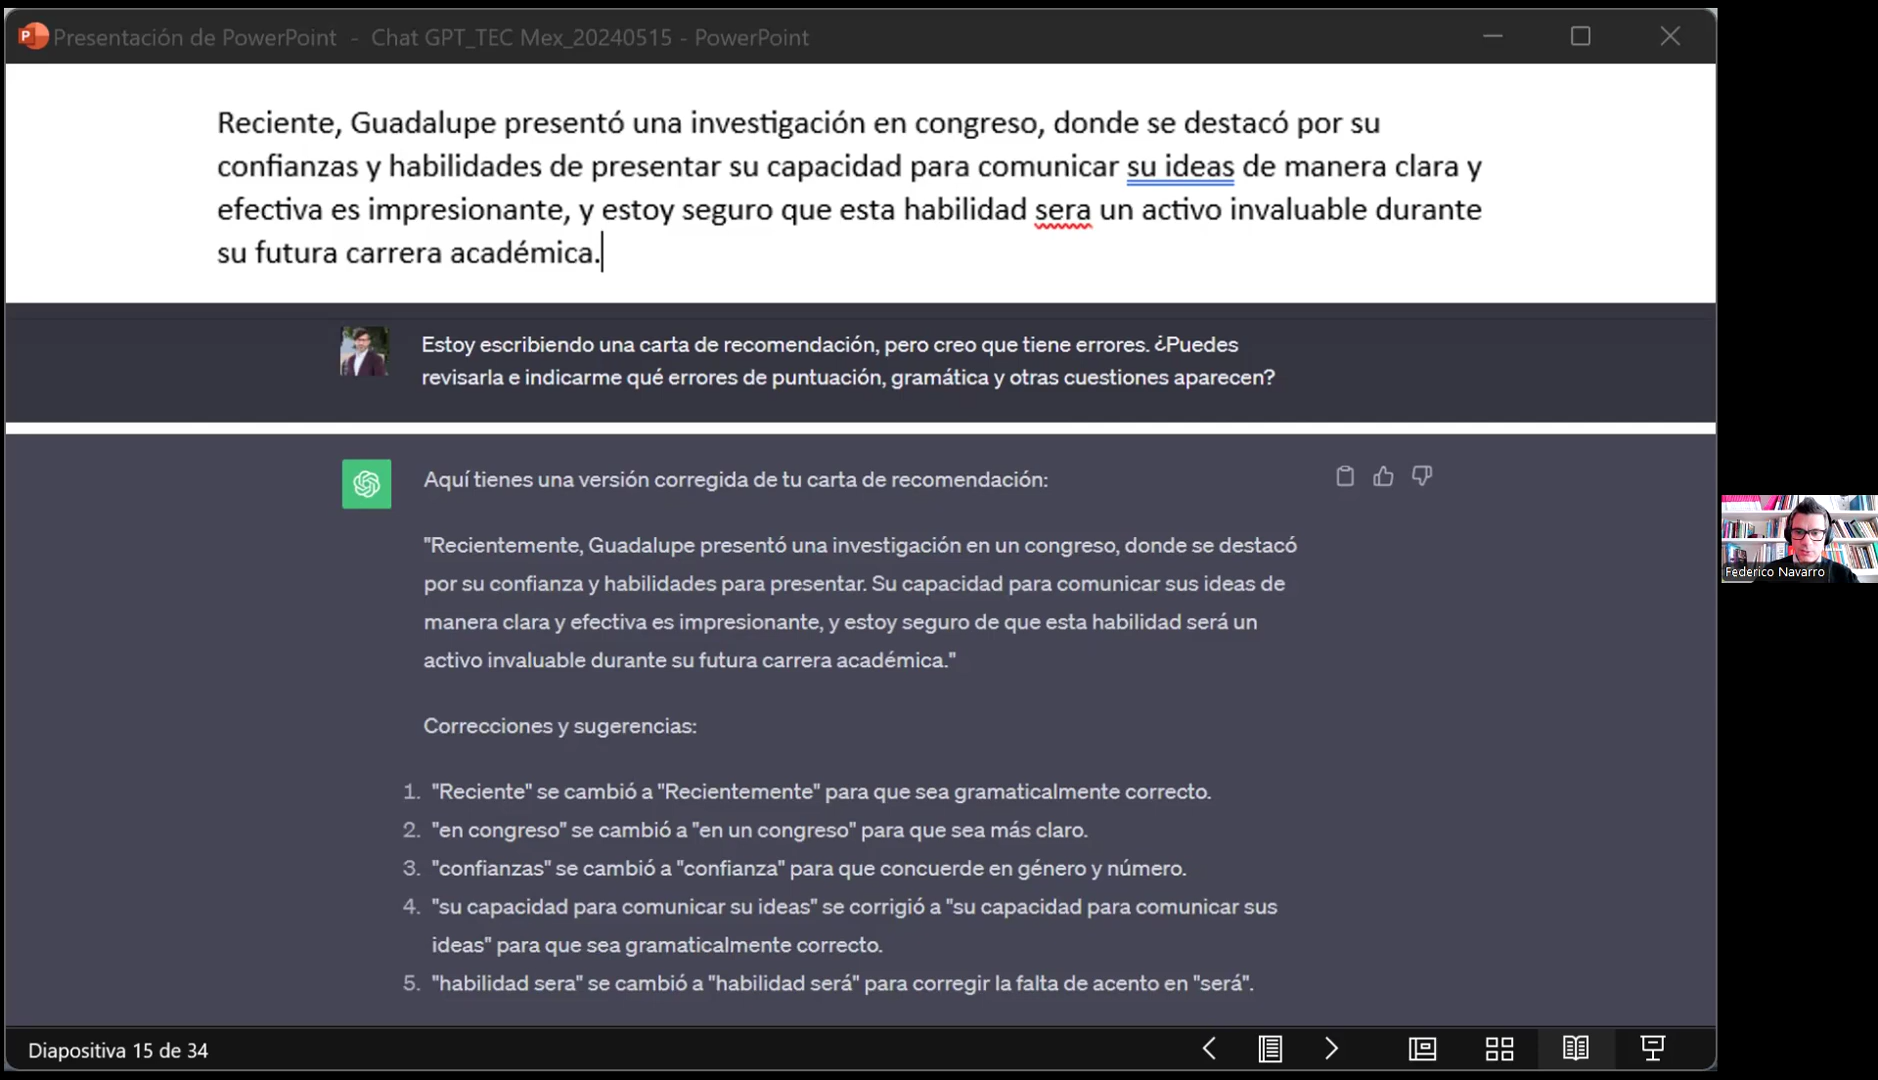 Presentación de PowerPoint - Chat GPT_TEC Mex_20240515 - PowerPoint
Reciente, Guadalupe presentó una investigación en congreso, donde se destacó por su
confianzas y habilidades de presentar su capacidad para comunicar su ideas de manera clara y
efectiva es impresionante, y estoy seguro que esta habilidad sera un activo invaluable durante
su futura carrera académica.
Estoy escribiendo una carta de recomendación, pero creo que tiene errores. ¿Puedes
revisarla e indicarme qué errores de puntuación, gramática y otras cuestiones aparecen?
Aquí tienes una versión corregida de tu carta de recomendación:
"Recientemente, Guadalupe presentó una investigación en un congreso, donde se destacó
por su confianza y habilidades para presentar. Su capacidad para comunicar sus ideas de
manera clara y efectiva es impresionante, y estoy seguro de que esta habilidad será un
activo invaluable durante su futura carrera académica."
Correcciones y sugerencias:
1. "Reciente" se cambió a "Recientemente" para que sea gramaticalmente correcto.
2. "en congreso" se cambió a "en un congreso" para que sea más claro.
3. "confianzas" se cambió a "confianza" para que concuerde en género y número.
4. "su capacidad para comunicar su ideas" se corrigió a "su capacidad para comunicar sus
ideas" para que sea gramaticalmente correcto.
5. "habilidad sera" se cambió a "habilidad será" para corregir la falta de acento en "será".
Federico Navarro
Diapositiva 15 de 34